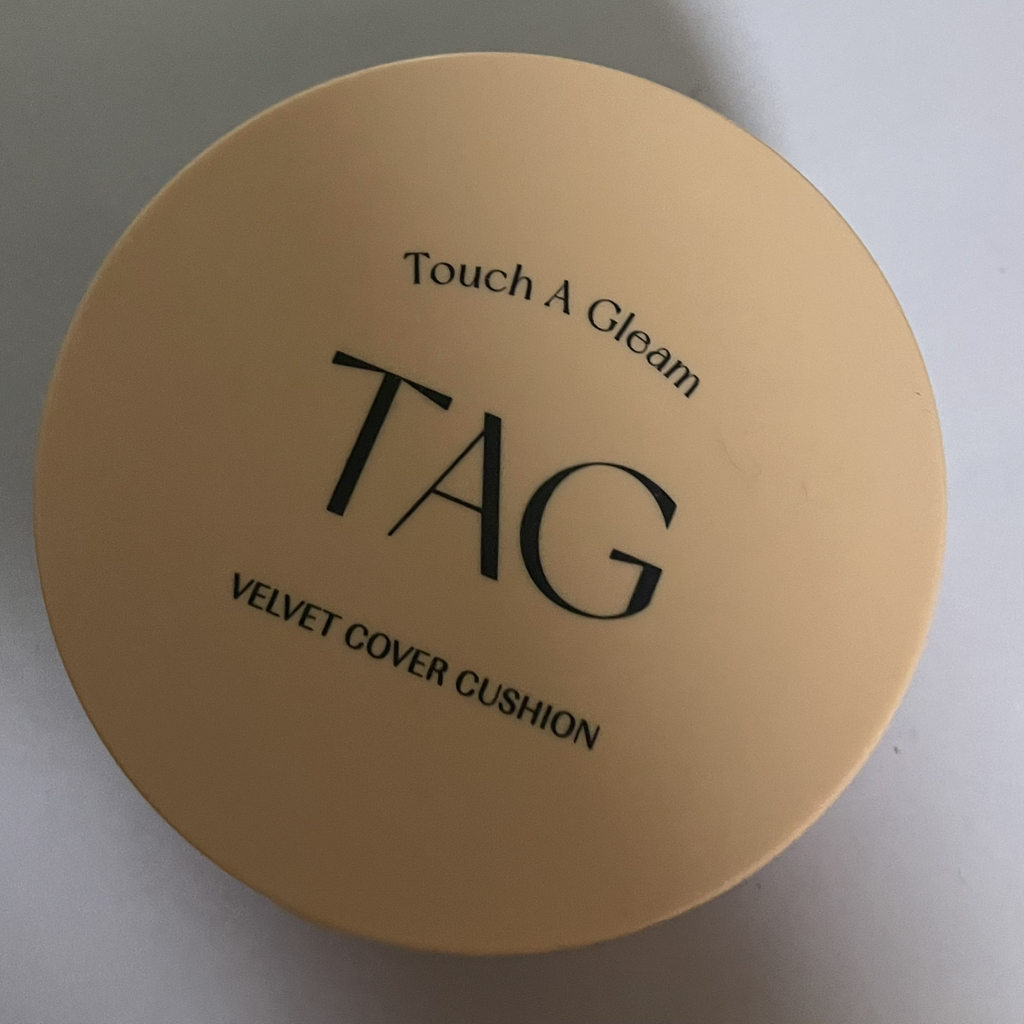 Touch A Gleam
TAG
VELVET COVER CUSHION